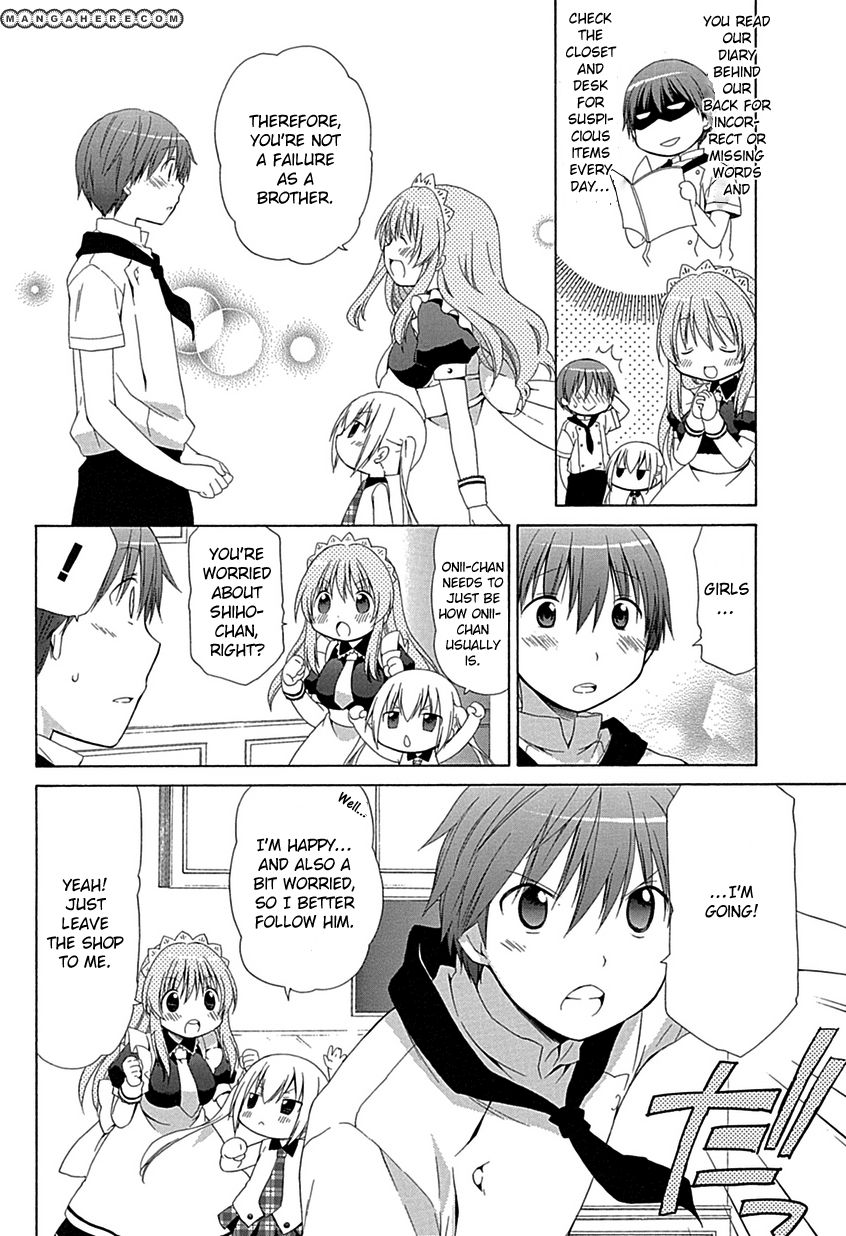 MANGAHERE.COM
YOU READ
OUR
DIARY
BEHIND
OUR
BACK FOR
INCOR-
RECT OR
MISSING
WORDS
AND
CHECK
THE
CLOSET
AND
DESK
FOR
SUSPI-
CIOUS
ITEMS
EVERY
DAY...
THEREFORE,
YOU'RE NOT
A FAILURE
AS A
BROTHER.
GIRLS
...
ONII-CHAN
NEEDS TO
JUST BE
HOW ONII-
CHAN
USUALLY
IS.
YOU'RE
WORRIED
ABOUT
SHIHO-
CHAN,
RIGHT?
!
...I'M
GOING!
Well...
I'M HAPPY...
AND ALSO A
BIT WORRIED,
SO I BETTER
FOLLOW HIM.
YEAH!
JUST
LEAVE
THE SHOP
TO ME.
ダッ